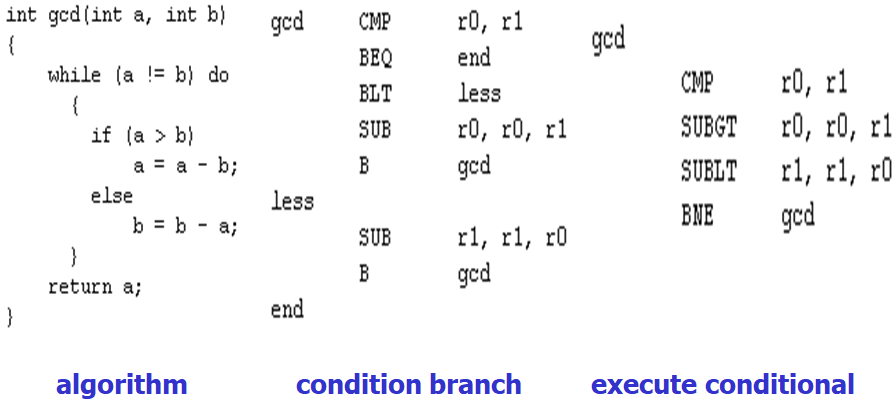 int gcd(int a, int b)
{
while (a != b) do
{
if (a > b)
a = a - b;
else
b = b - a;
}
return a;
}
gcd CMP r0, r1
BEQ end
BLT less
SUB r0, r0, r1
B gcd
less
SUB r1, r1, r0
B gcd
end
gcd
CMP r0, r1
SUBGT r0, r0, r1
SUBLT r1, r1, r0
BNE gcd
algorithm
condition branch
execute conditional